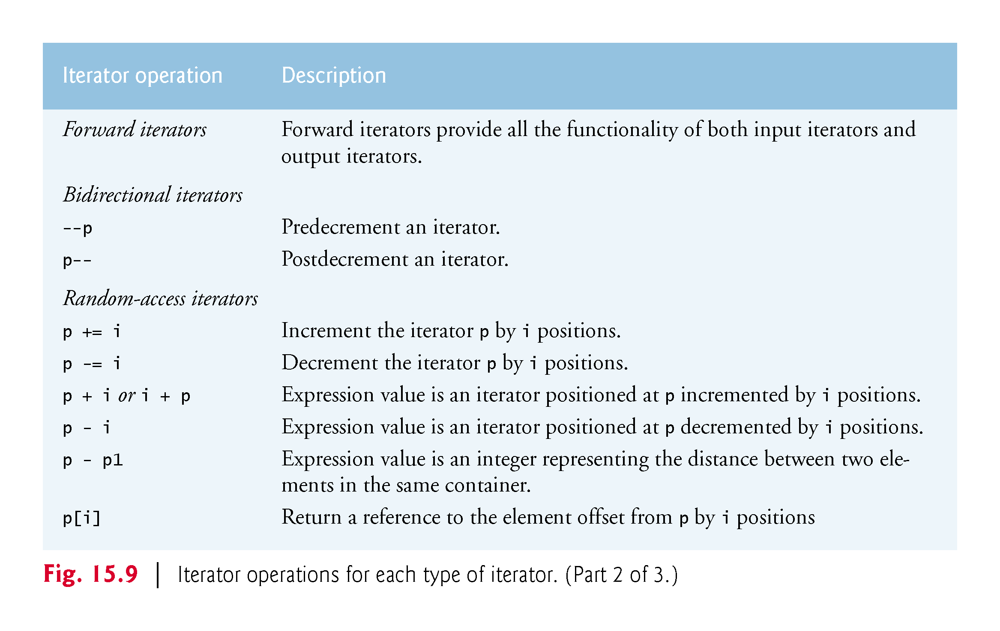 Iterator operation Description
Forward iterators Forward iterators provide all the functionality of both input iterators and
output iterators.
Bidirectional iterators
--p Predecrement an iterator.
p-- Postdecrement an iterator.
Random-access iterators
p += i Increment the iterator p by i positions.
p -= i Decrement the iterator p by i positions.
p + i or i + p Expression value is an iterator positioned at p incremented by i positions.
p - i Expression value is an iterator positioned at p decremented by i positions.
p - p1 Expression value is an integer representing the distance between two ele-
ments in the same container.
p[i] Return a reference to the element offset from p by i positions
Fig. 15.9 | Iterator operations for each type of iterator. (Part 2 of 3.)